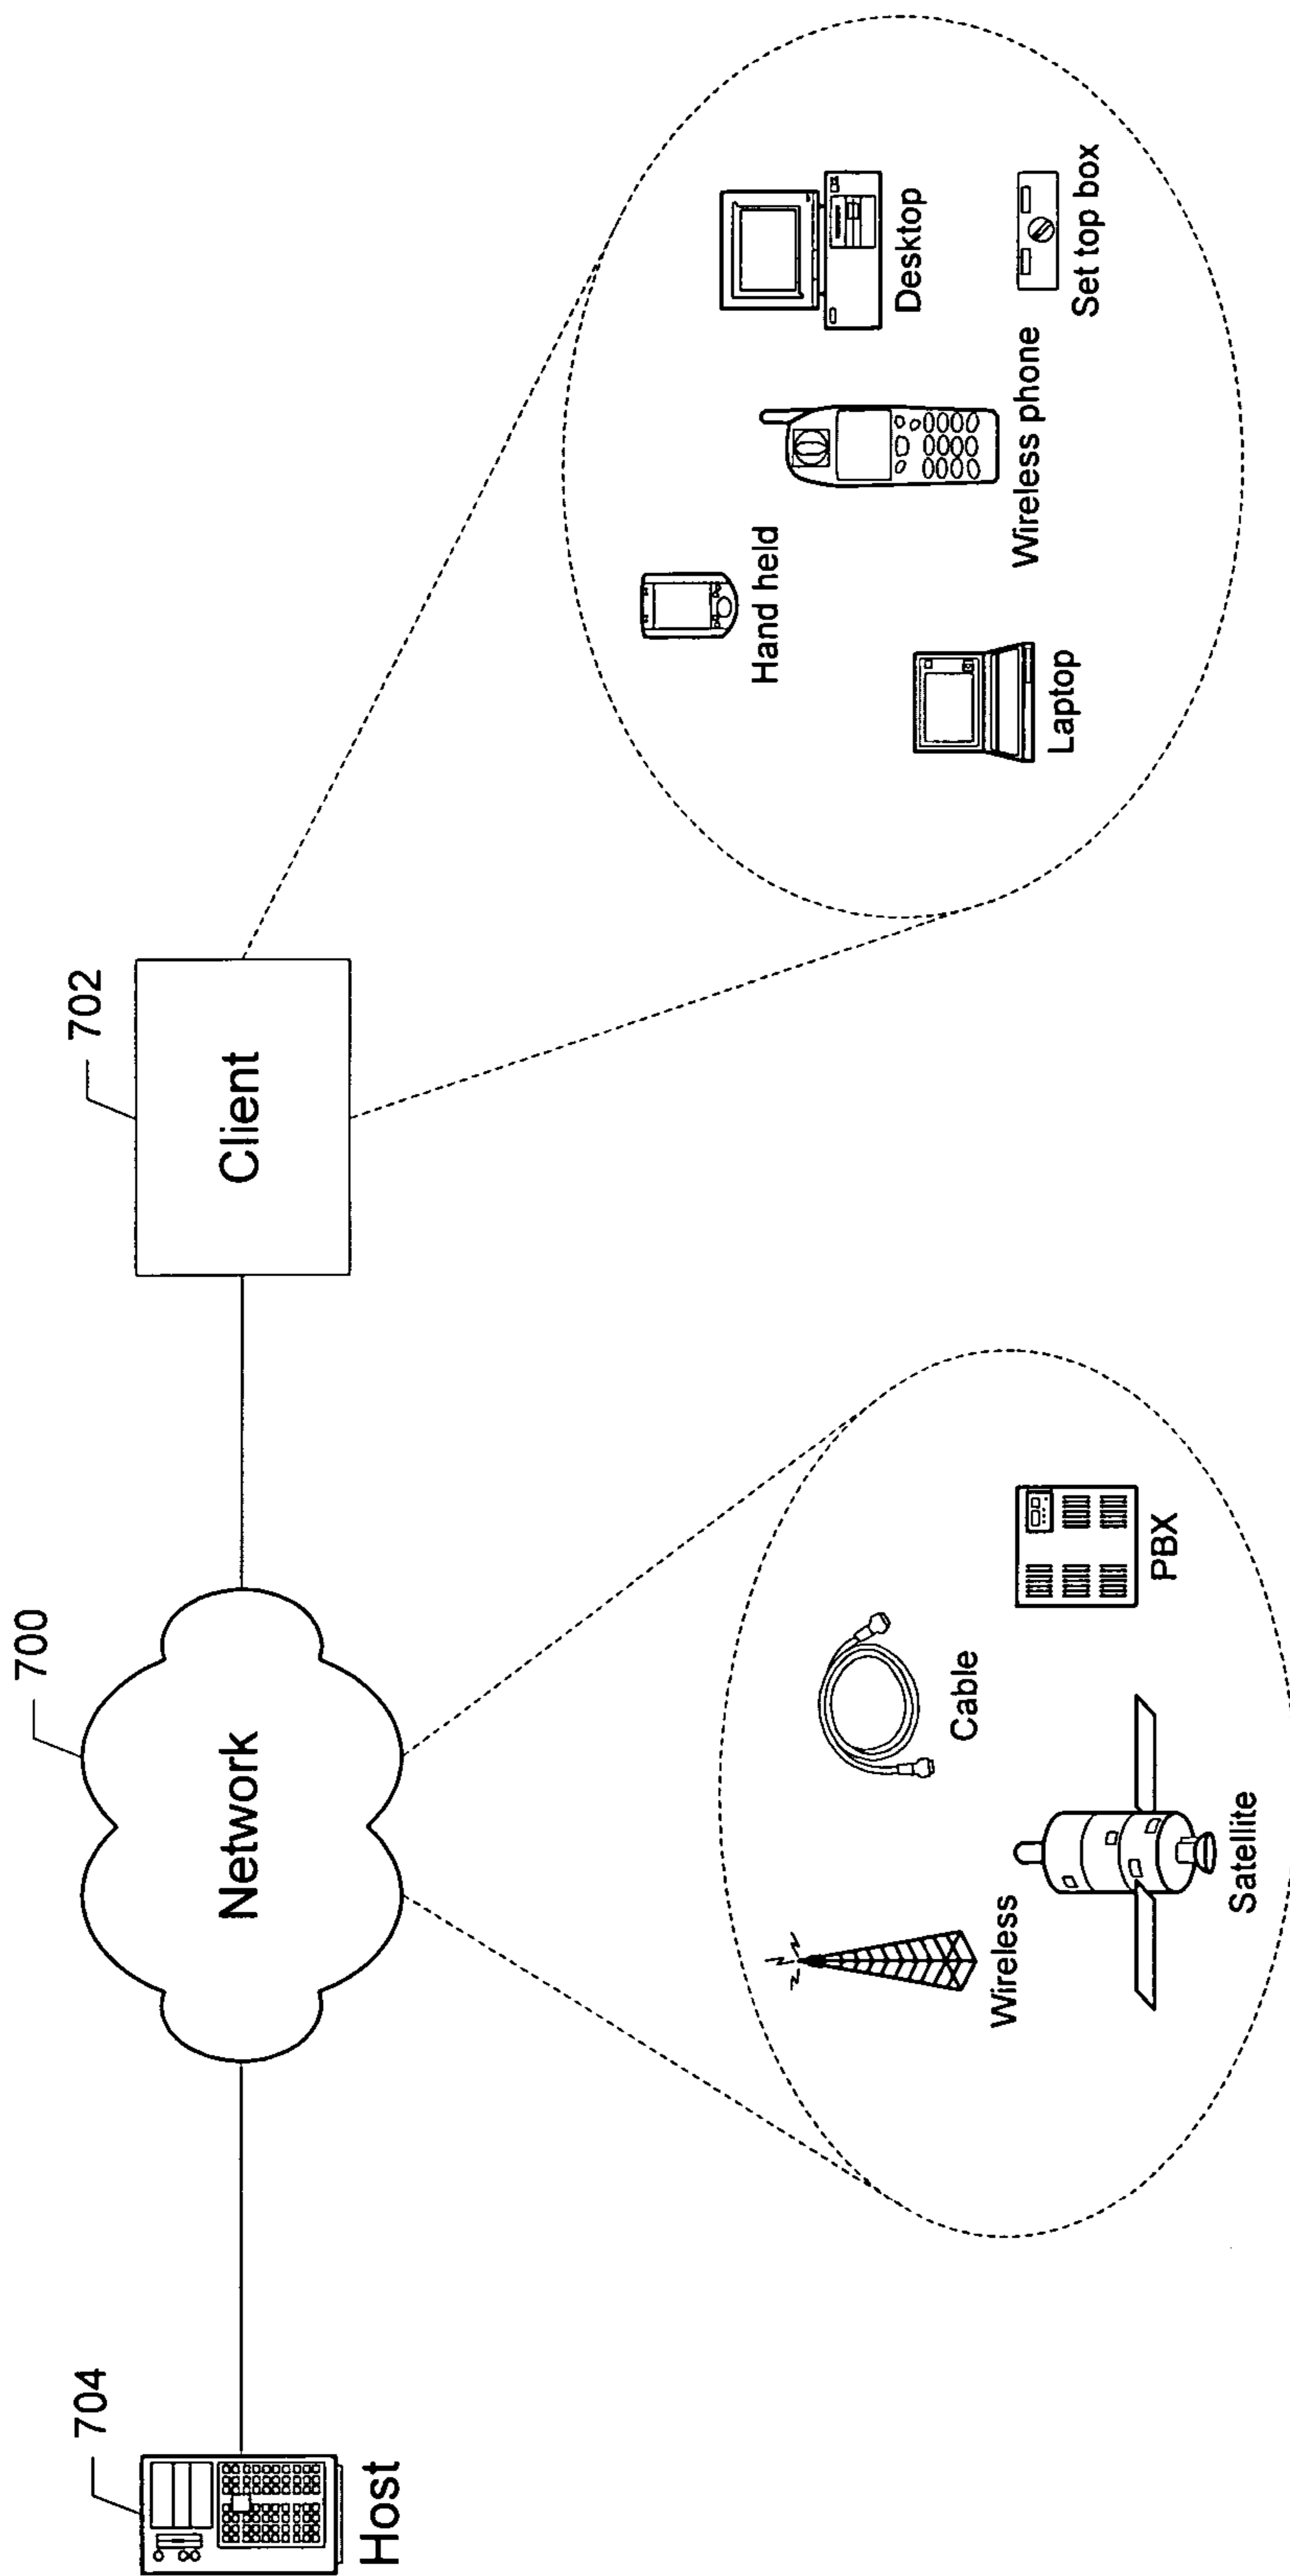 704
Host
700
Network
702
Client
Wireless
Cable
Satellite
PBX
Hand held
Laptop
Wireless phone
Desktop
Set top box